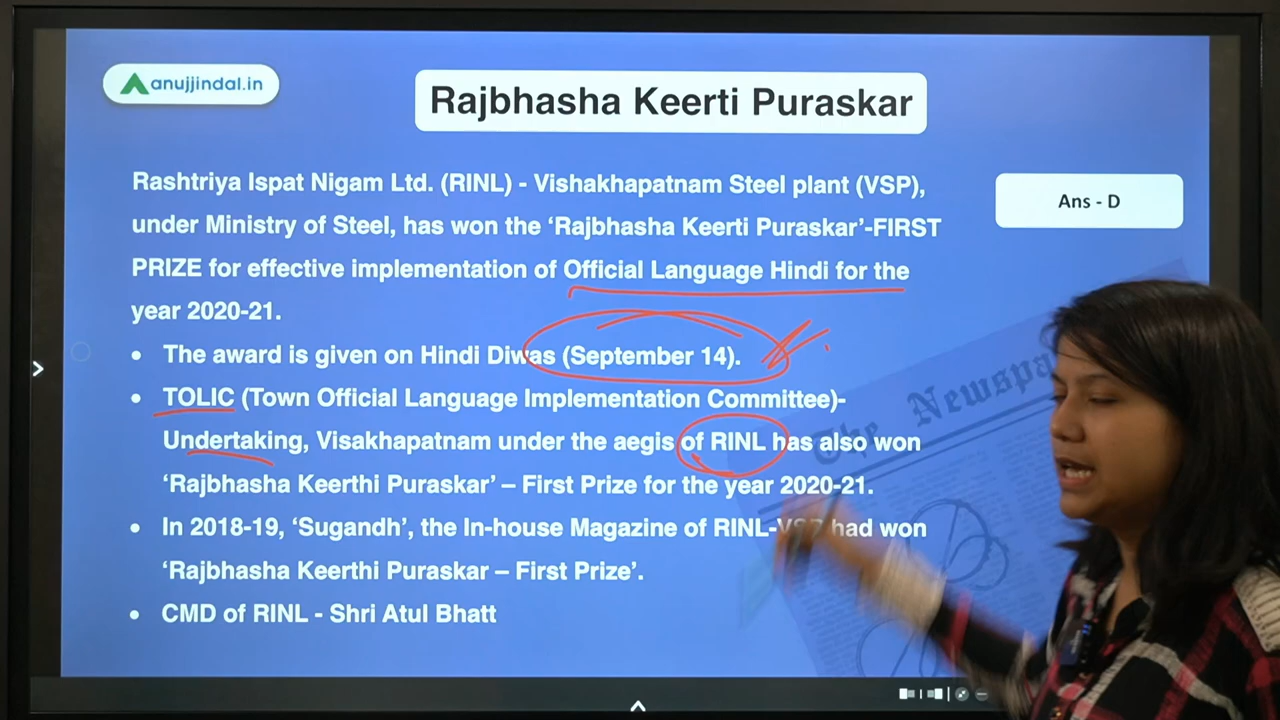 anujjindal.in
Rajbhasha Keerti Puraskar
Rashtriya Ispat Nigam Ltd. (RINL) - Vishakhapatnam Steel plant (VSP),
under Ministry of Steel, has won the ‘Rajbhasha Keerti Puraskar’-FIRST
PRIZE for effective implementation of Official Language Hindi for the
year 2020-21.
Ans - D
• The award is given on Hindi Diwas (September 14).
• TOLIC (Town Official Language Implementation Committee)-
Undertaking, Visakhapatnam under the aegis of RINL has also won
‘Rajbhasha Keerthi Puraskar’ – First Prize for the year 2020-21.
• In 2018-19, ‘Sugandh’, the In-house Magazine of RINL-VSP had won
‘Rajbhasha Keerthi Puraskar – First Prize’.
• CMD of RINL - Shri Atul Bhatt
The Newspa